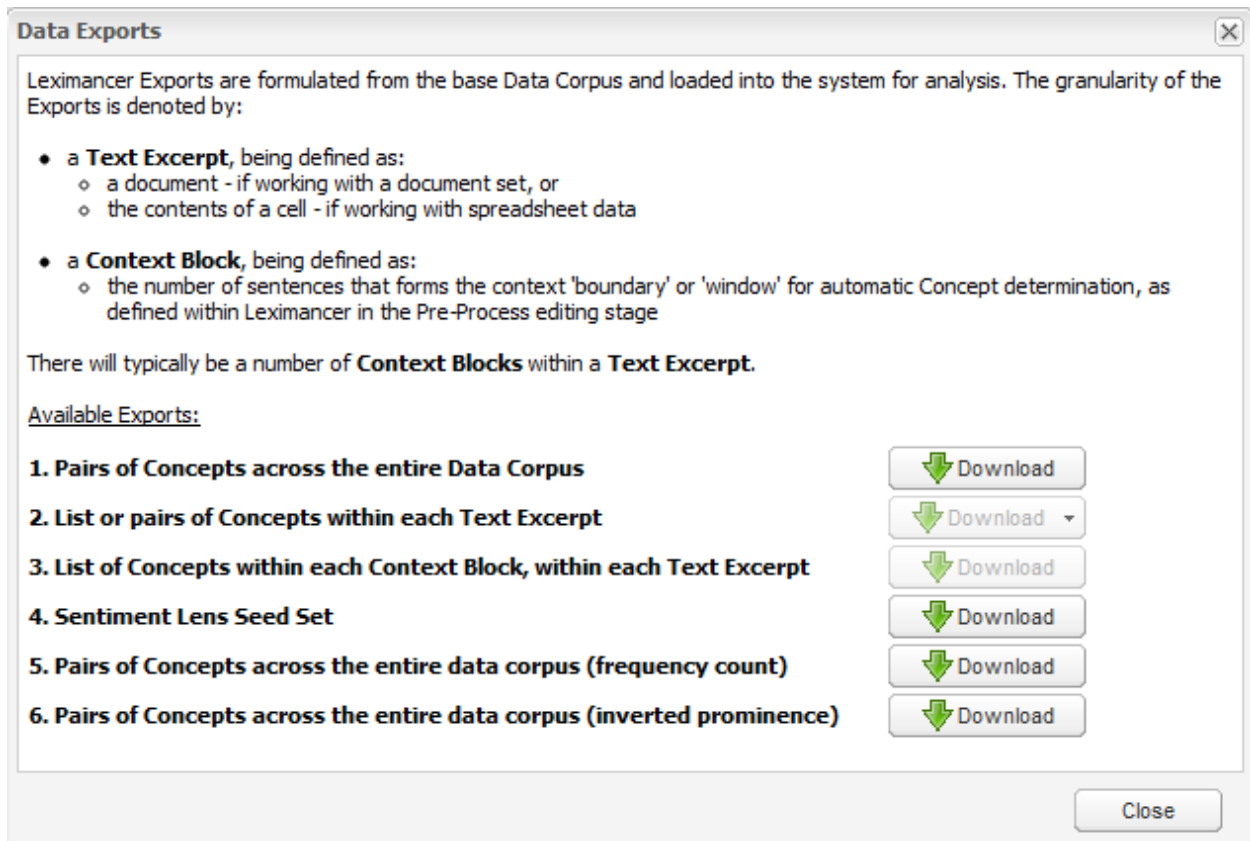 Data Exports
Leximancer Exports are formulated from the base Data Corpus and loaded into the system for analysis. The granularity of the
Exports is denoted by:
a Text Excerpt, being defined as:
a document - if working with a document set, or
the contents of a cell - if working with spreadsheet data
a Context Block, being defined as:
the number of sentences that forms the context 'boundary' or 'window' for automatic Concept determination, as
defined within Leximancer in the Pre-Process editing stage
There will typically be a number of Context Blocks within a Text Excerpt.
Available Exports:
1. Pairs of Concepts across the entire Data Corpus Download
2. List or pairs of Concepts within each Text Excerpt Download
3. List of Concepts within each Context Block, within each Text Excerpt Download
4. Sentiment Lens Seed Set Download
5. Pairs of Concepts across the entire data corpus (frequency count) Download
6. Pairs of Concepts across the entire data corpus (inverted prominence) Download
Close